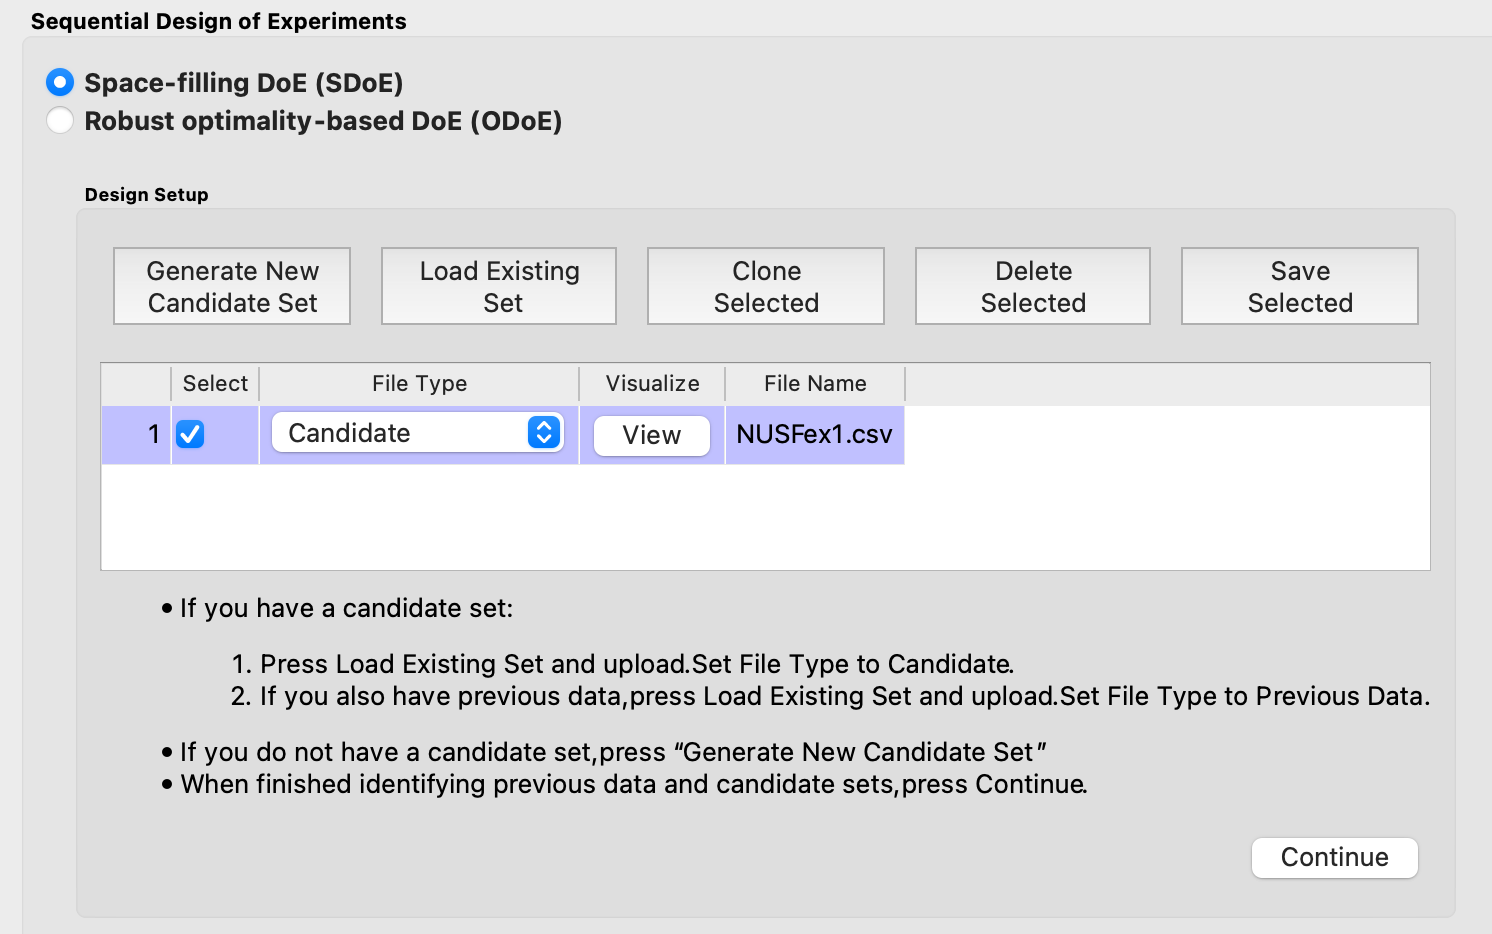 Sequential Design of Experiments
Space-filling DoE (SDoE)
Robust optimality-based DoE (ODoE)
Design Setup
Generate New
Candidate Set
Load Existing
Set
Clone
Selected
Delete
Selected
Save
Selected
Select File Type Visualize File Name
1 Candidate View NUSFex1.csv
• If you have a candidate set:
1. Press Load Existing Set and upload.Set File Type to Candidate.
2. If you also have previous data,press Load Existing Set and upload.Set File Type to Previous Data.
• If you do not have a candidate set,press “Generate New Candidate Set”
• When finished identifying previous data and candidate sets,press Continue.
Continue